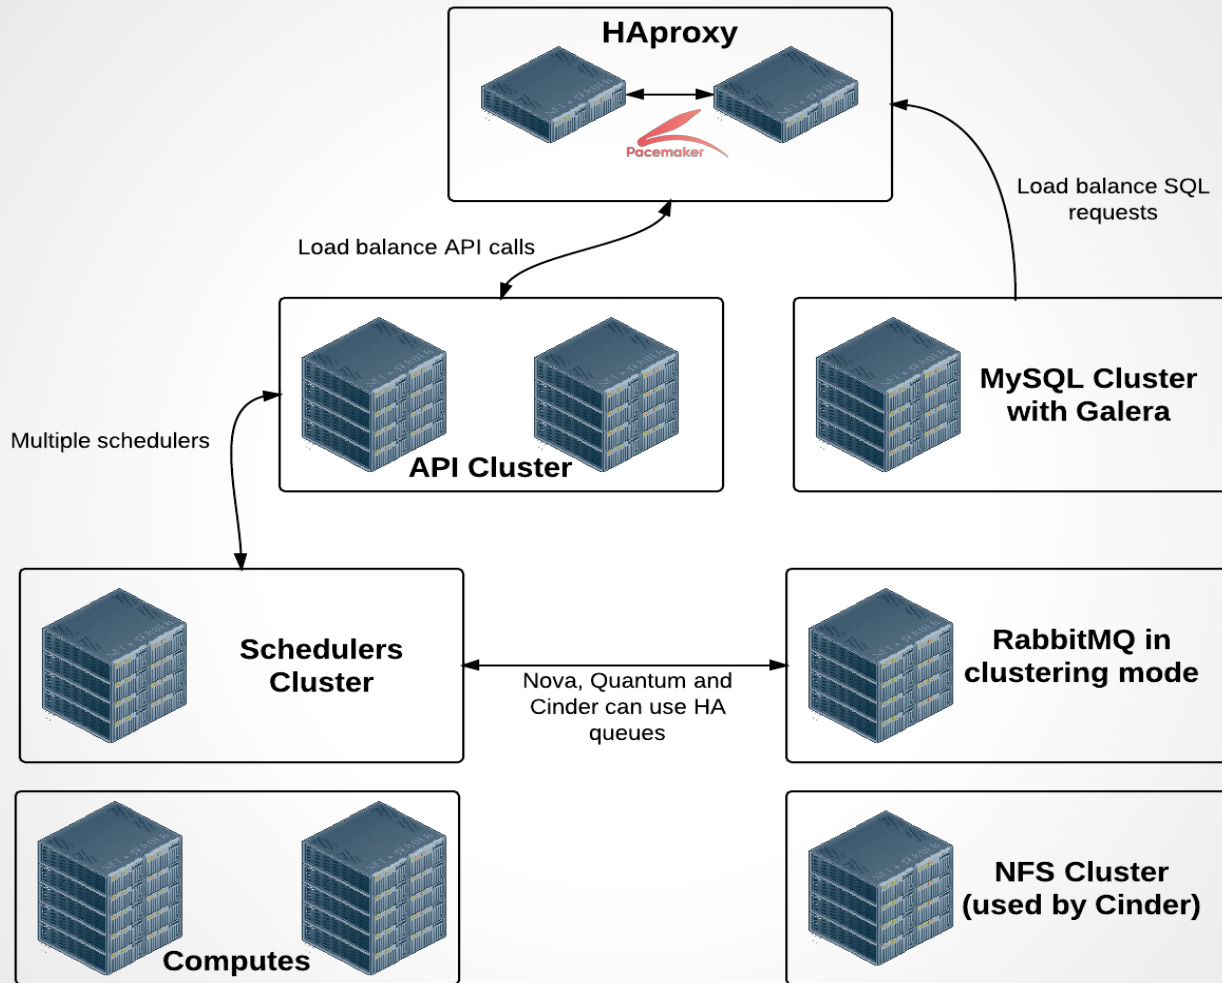 HAproxy
Pacemaker
Load balance SQL
requests
Load balance API calls
MySQL Cluster
with Galera
API Cluster
Multiple schedulers
Schedulers
Cluster
RabbitMQ in
clustering mode
Nova, Quantum and
Cinder can use HA
queues
NFS Cluster
(used by Cinder)
Computes